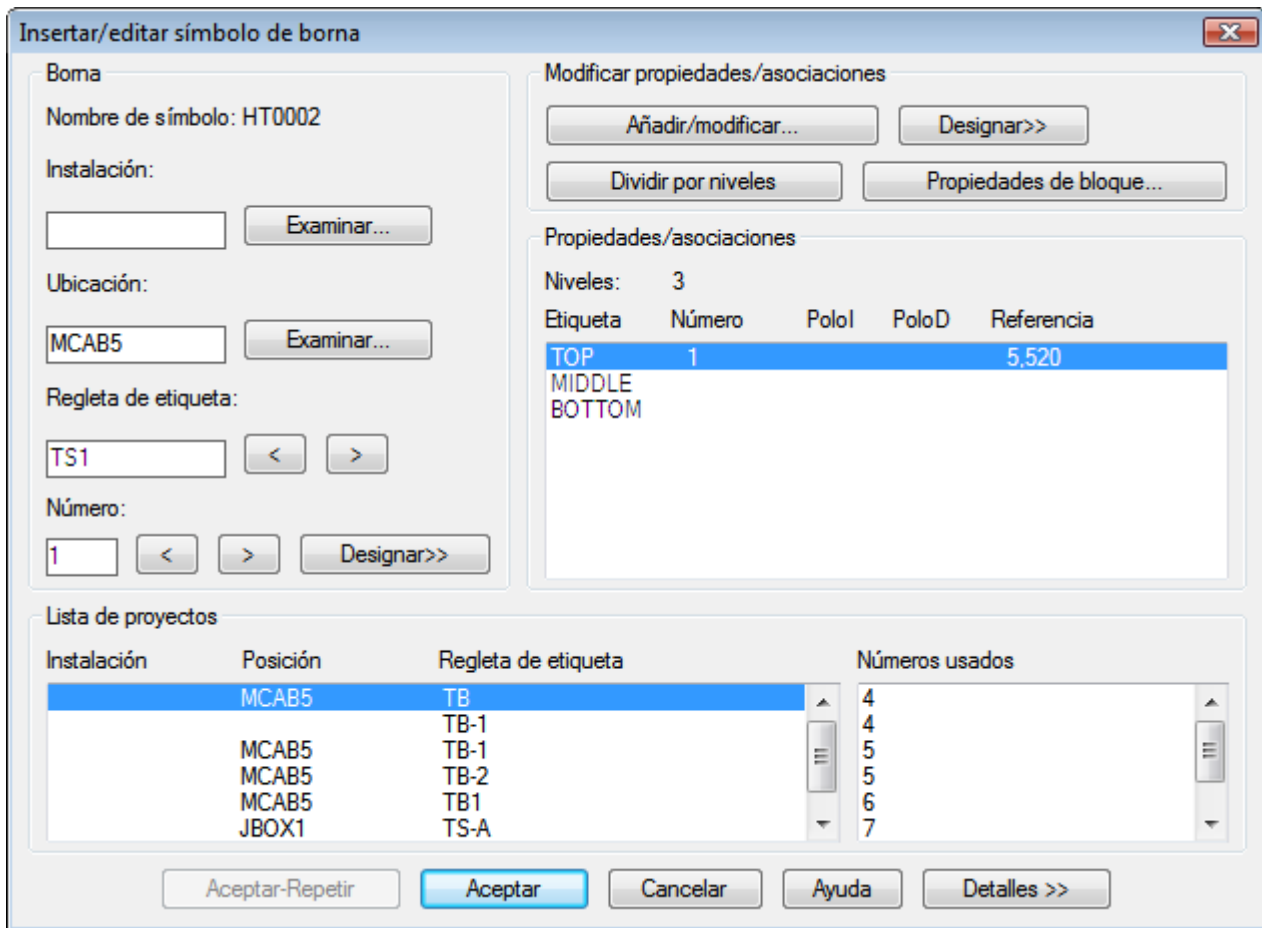 Insertar/editar símbolo de borna
Borna
Nombre de símbolo: HT0002
Instalación:
Examinar...
Ubicación:
MCAB5
Examinar...
Regleta de etiqueta:
TS1
<
>
Número:
1
<
>
Designar>>
Modificar propiedades/asociaciones
Añadir/modificar...
Designar>>
Dividir por niveles
Propiedades de bloque...
Propiedades/asociaciones
Niveles: 3
Etiqueta Número PoloI PoloD Referencia
TOP 1 5,520
MIDDLE
BOTTOM
Lista de proyectos
Instalación Posición Regleta de etiqueta
MCAB5 TB
TB-1
MCAB5 TB-1
MCAB5 TB-2
MCAB5 TB1
JBOX1 TS-A
Números usados
4
4
5
5
6
7
Aceptar-Repetir
Aceptar
Cancelar
Ayuda
Detalles >>